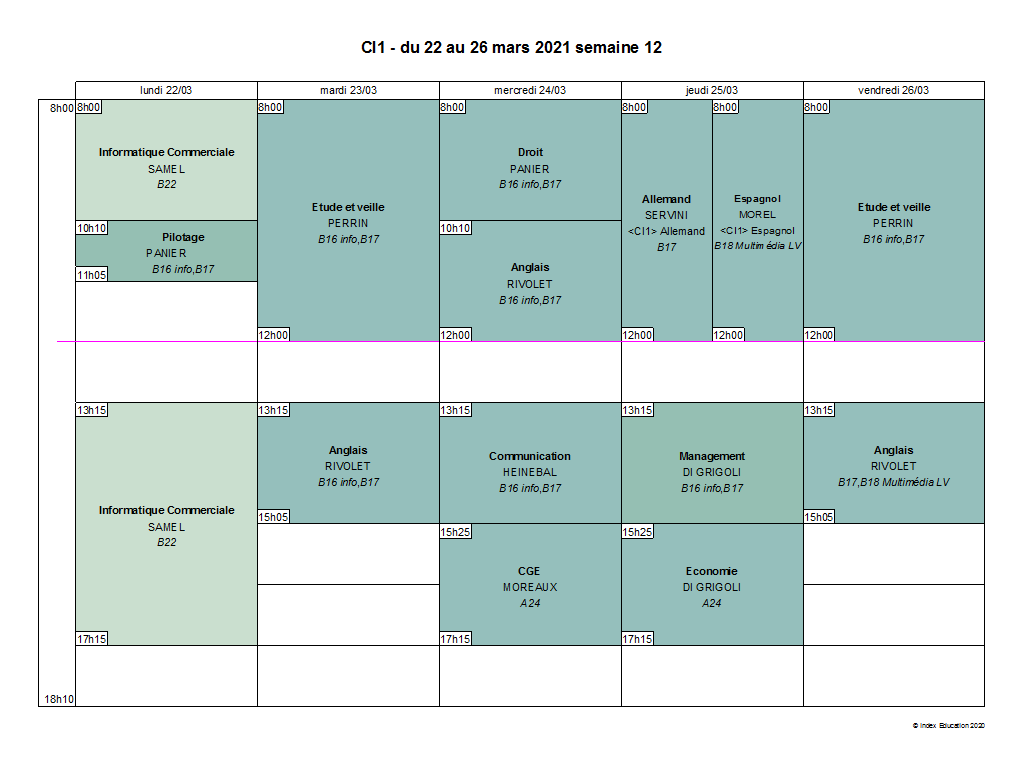 CI1 - du 22 au 26 mars 2021 semaine 12
lundi 22/03
mardi 23/03
mercredi 24/03
jeudi 25/03
vendredi 26/03
8h00
8h00
Informatique Commerciale
SAMEL
B22
10h10
Pilotage
PANIER
B16 info,B17
11h05
13h15
Informatique Commerciale
SAMEL
B22
17h15
8h00
Etude et veille
PERRIN
B16 info,B17
12h00
13h15
Anglais
RIVOLET
B16 info,B17
15h05
8h00
Droit
PANIER
B16 info,B17
10h10
Anglais
RIVOLET
B16 info,B17
12h00
13h15
Communication
HEINEBAL
B16 info,B17
15h25
CGE
MOREAUX
A24
17h15
8h00
Allemand
SERVINI
<CI1> Allemand
B17
12h00
8h00
Espagnol
MOREL
<CI1> Espagnol
B18 Multimédia LV
12h00
13h15
Management
DI GRIGOLI
B16 info,B17
15h25
Economie
DI GRIGOLI
A24
17h15
8h00
Etude et veille
PERRIN
B16 info,B17
12h00
13h15
Anglais
RIVOLET
B17,B18 Multimédia LV
15h05
18h10
© Index Education 2020